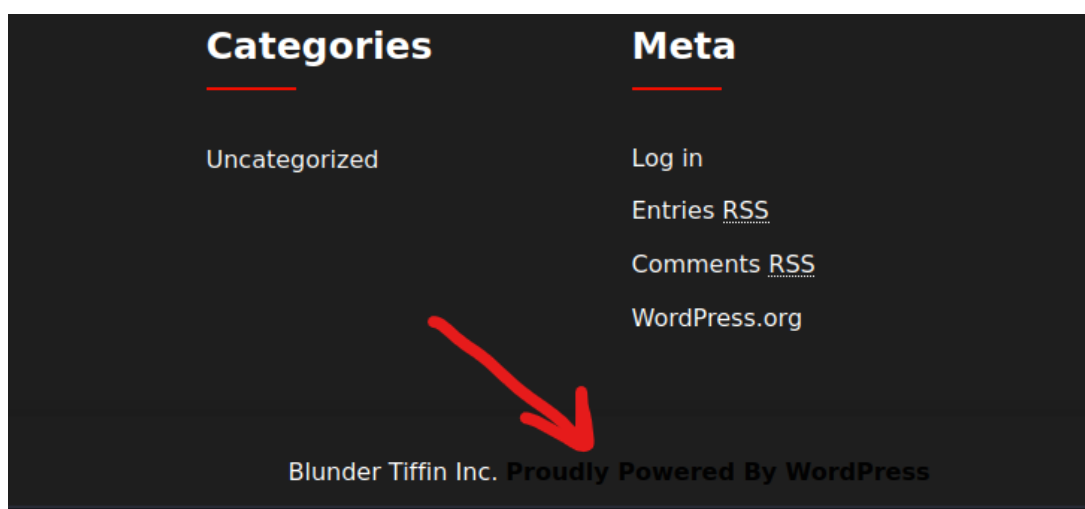 Categories
Uncategorized
Meta
Log in
Entries RSS
Comments RSS
WordPress.org
Blunder Tiffin Inc. Proudly Powered By WordPress